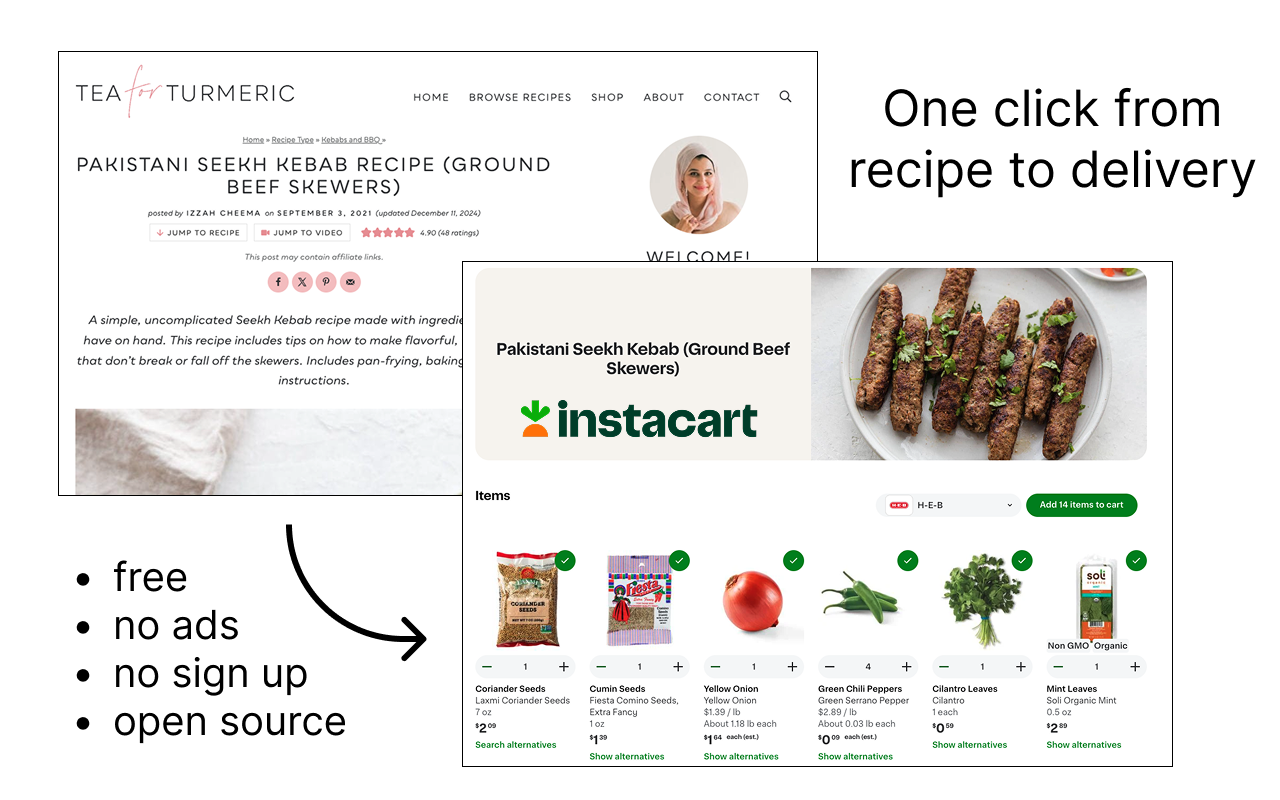 TEA for TURMERIC
HOME BROWSE RECIPES SHOP ABOUT CONTACT
Home » Recipe Type » Kebabs and BBQ »
PAKISTANI SEEKH KEBAB RECIPE (GROUND
BEEF SKEWERS)
posted by IZZAH CHEEMA on SEPTEMBER 3, 2021 (updated December 11, 2024)
JUMP TO RECIPE JUMP TO VIDEO 4.90 (48 ratings)
This post may contain affiliate links.
A simple, uncomplicated Seekh Kebab recipe made with ingredie
have on hand. This recipe includes tips on how to make flavorful,
that don't break or fall off the skewers. Includes pan-frying, baking
instructions.
WELCOME!
One click from
recipe to delivery
Pakistani Seekh Kebab (Ground Beef
Skewers)
instacart
Items
H-E-B
Add 14 items to cart
CORIANDER
SEEDS
Fiesta
soli
organic
Non GMO Organic
1 1 1 4 1 1
Coriander Seeds
Laxmi Coriander Seeds
7 oz
$2 09
Search alternatives
Cumin Seeds
Fiesta Comino Seeds,
Extra Fancy
1 oz
$1 39
Show alternatives
Yellow Onion
Yellow Onion
$1.39 / lb
About 1.18 lb each
$1 64 each (est.)
Show alternatives
Green Chili Peppers
Green Serrano Pepper
$2.89 / lb
About 0.03 lb each
$0 09 each (est.)
Show alternatives
Cilantro Leaves
Cilantro
1 each
$0 59
Show alternatives
Mint Leaves
Soli Organic Mint
0.5 oz
$2 89
Show alternatives
• free
• no ads
• no sign up
• open source